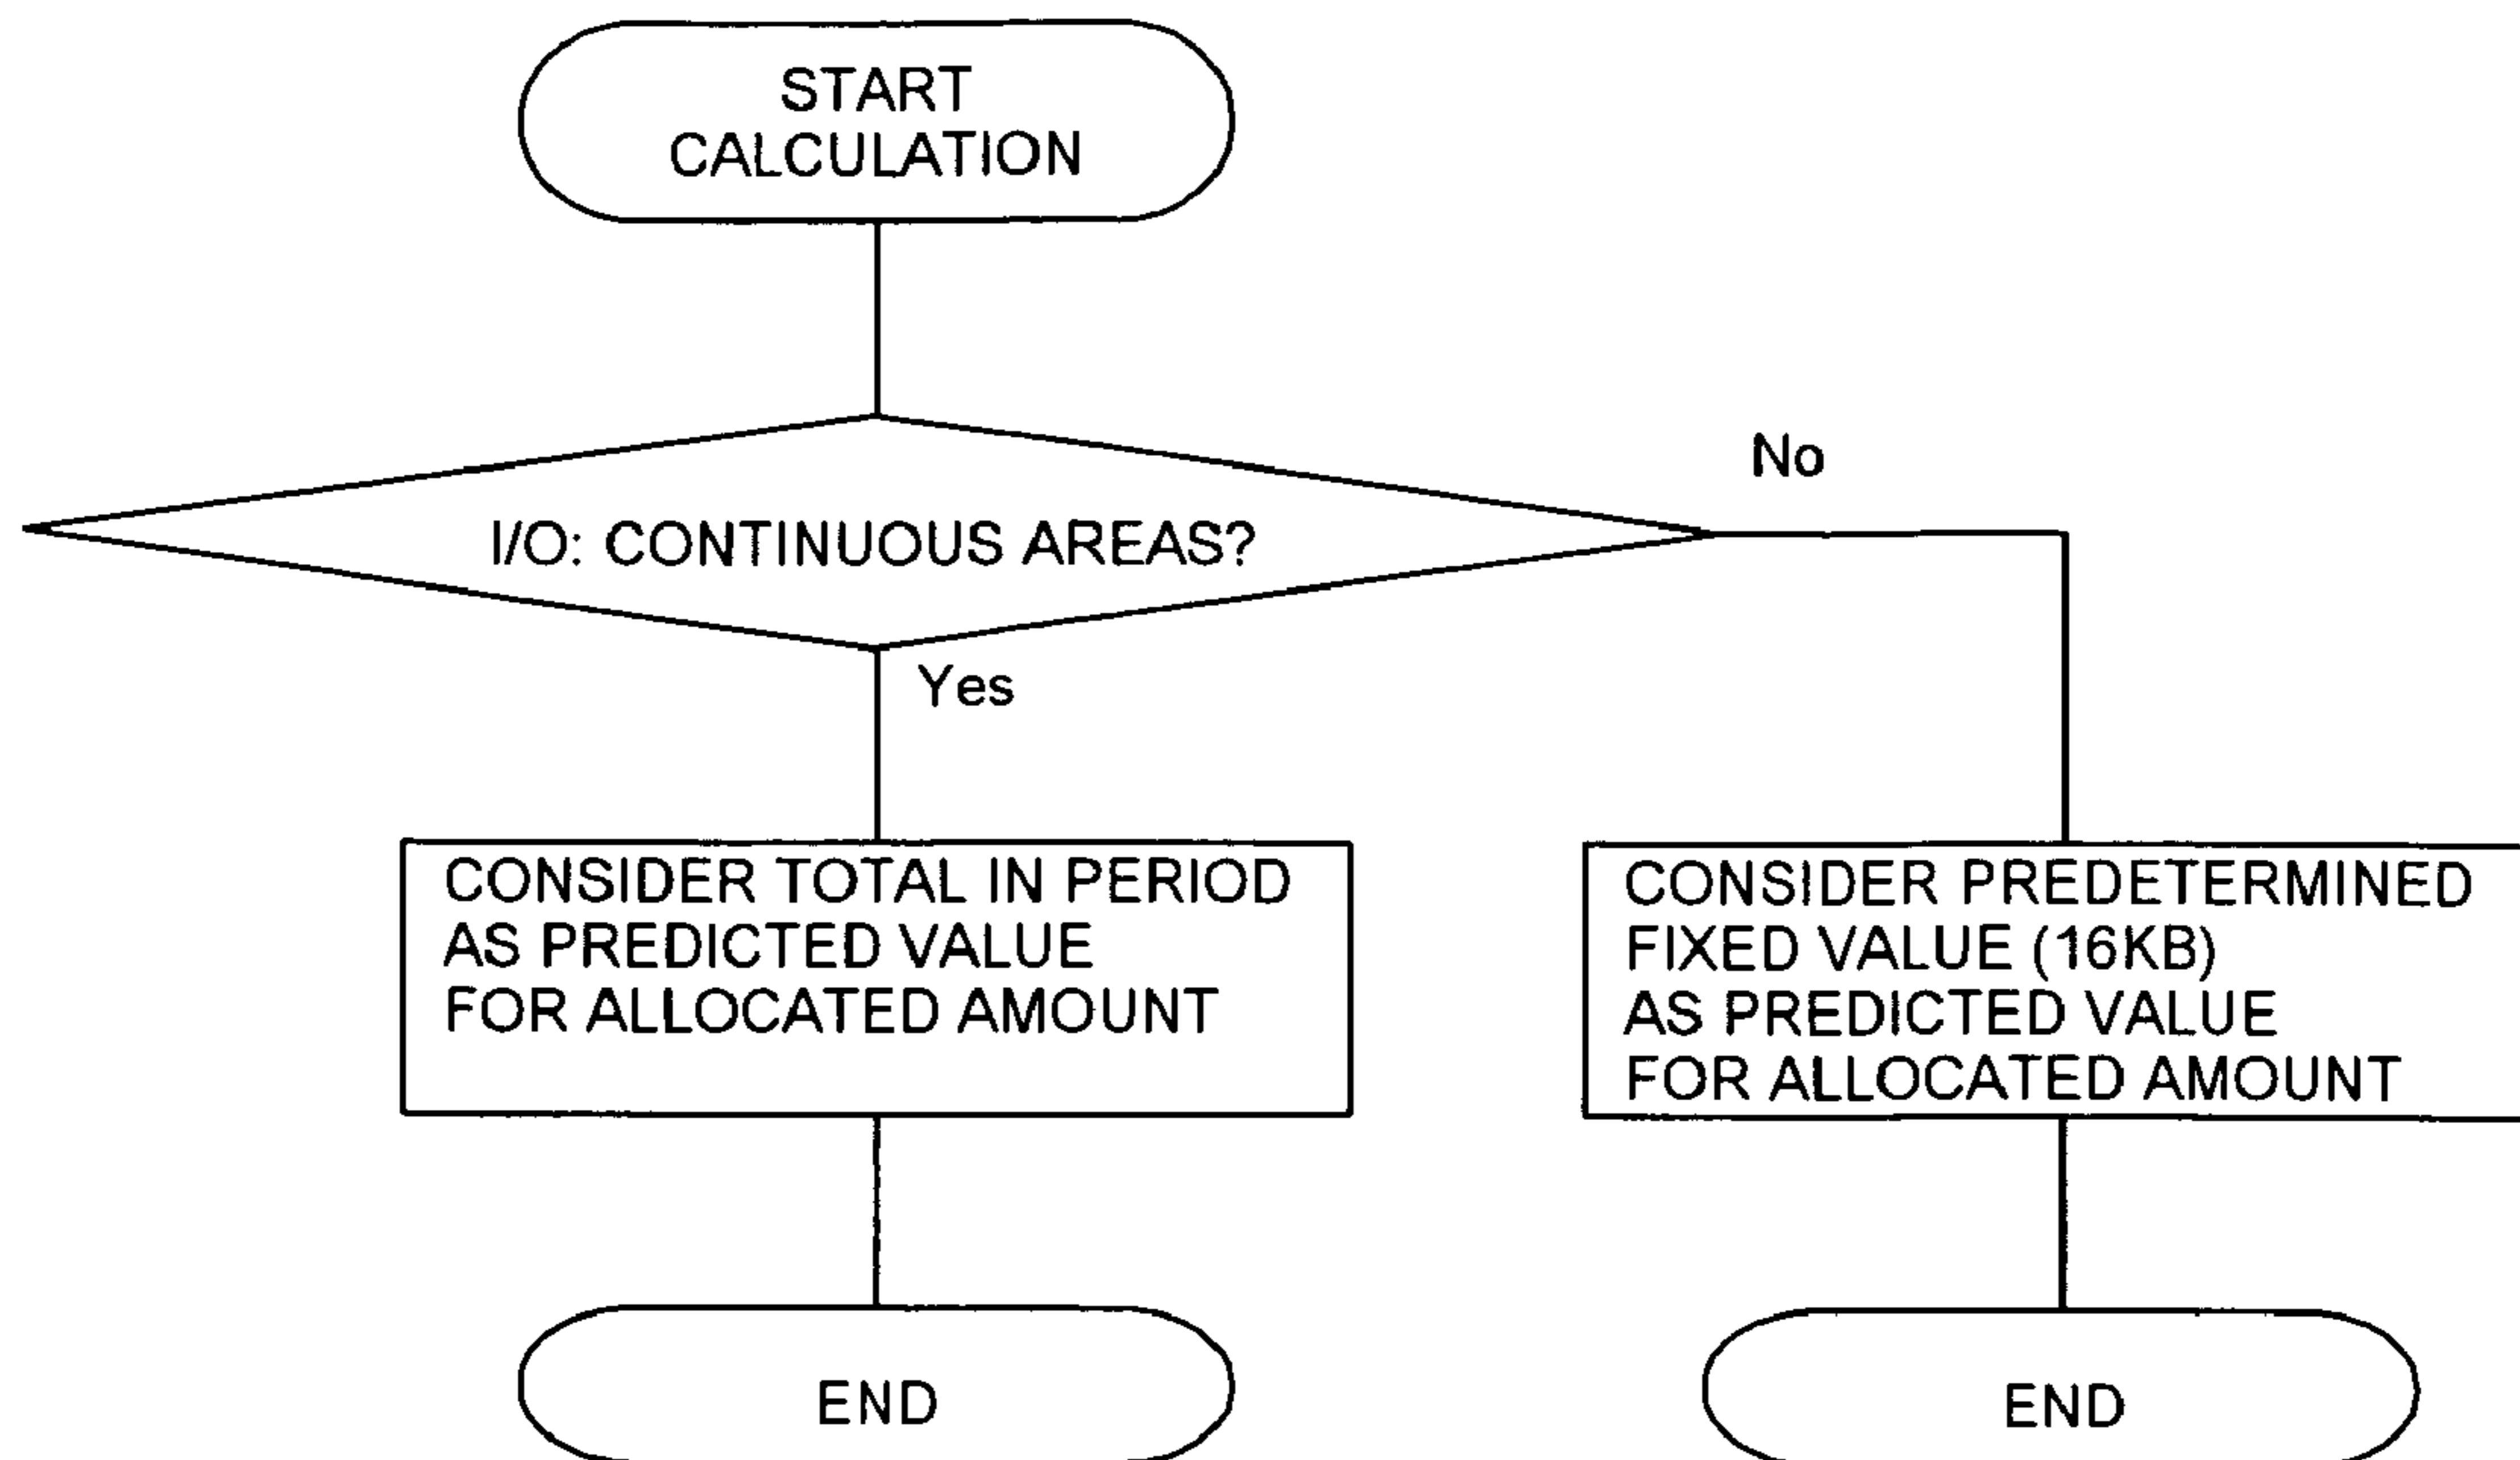 START
CALCULATION
No
I/O: CONTINUOUS AREAS?
Yes
CONSIDER TOTAL IN PERIOD
AS PREDICTED VALUE
FOR ALLOCATED AMOUNT
CONSIDER PREDETERMINED
FIXED VALUE (16KB)
AS PREDICTED VALUE
FOR ALLOCATED AMOUNT
END
END